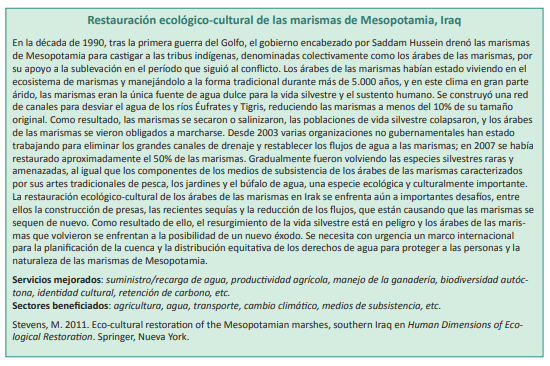 Restauración ecológico-cultural de las marismas de Mesopotamia, Iraq
En la década de 1990, tras la primera guerra del Golfo, el gobierno encabezado por Saddam Hussein drenó las marismas
de Mesopotamia para castigar a las tribus indígenas, denominadas colectivamente como los árabes de las marismas, por
su apoyo a la sublevación en el período que siguió al conflicto. Los árabes de las marismas habían estado viviendo en el
ecosistema de marismas y manejándolo a la forma tradicional durante más de 5.000 años, y en este clima en gran parte
árido, las marismas eran la única fuente de agua dulce para la vida silvestre y el sustento humano. Se construyó una red
de canales para desviar el agua de los ríos Éufrates y Tigris, reduciendo las marismas a menos del 10% de su tamaño
original. Como resultado, las marismas se secaron o salinizaron, las poblaciones de vida silvestre colapsaron, y los árabes
de las marismas se vieron obligados a marcharse. Desde 2003 varias organizaciones no gubernamentales han estado
trabajando para eliminar los grandes canales de drenaje y restablecer los flujos de agua a las marismas; en 2007 se había
restaurado aproximadamente el 50% de las marismas. Gradualmente fueron volviendo las especies silvestres raras y
amenazadas, al igual que los componentes de los medios de subsistencia de los árabes de las marismas caracterizados
por sus artes tradicionales de pesca, los jardines y el búfalo de agua, una especie ecológica y culturalmente importante.
La restauración ecológico-cultural de los árabes de las marismas en Irak se enfrenta aún a importantes desafíos, entre
ellos la construcción de presas, las recientes sequías y la reducción de los flujos, que están causando que las marismas se
sequen de nuevo. Como resultado de ello, el resurgimiento de la vida silvestre está en peligro y los árabes de las maris-
mas que volvieron se enfrentan a la posibilidad de un nuevo éxodo. Se necesita con urgencia un marco internacional
para la planificación de la cuenca y la distribución equitativa de los derechos de agua para proteger a las personas y la
naturaleza de las marismas de Mesopotamia.
Servicios mejorados: suministro/recarga de agua, productividad agrícola, manejo de la ganadería, biodiversidad autóc-
tona, identidad cultural, retención de carbono, etc.
Sectores beneficiados: agricultura, agua, transporte, cambio climático, medios de subsistencia, etc.
Stevens, M. 2011. Eco-cultural restoration of the Mesopotamian marshes, southern Iraq en Human Dimensions of Eco-
logical Restoration. Springer, Nueva York.